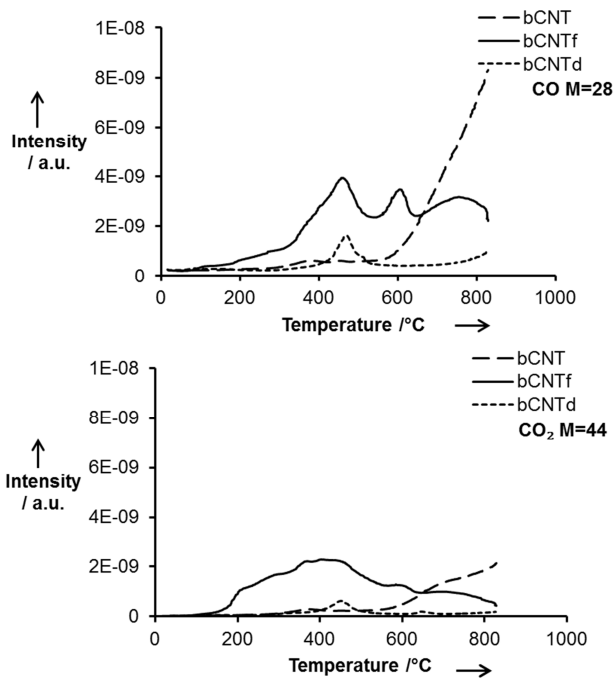 1E-08
8E-09
6E-09
4E-09
2E-09
0
Intensity
/ a.u.
bCNT
bCNTf
bCNTd
CO M=28
0 200 400 600 800 1000
Temperature /°C
1E-08
8E-09
6E-09
4E-09
2E-09
0
Intensity
/ a.u.
bCNT
bCNTf
bCNTd
CO₂ M=44
0 200 400 600 800 1000
Temperature /°C